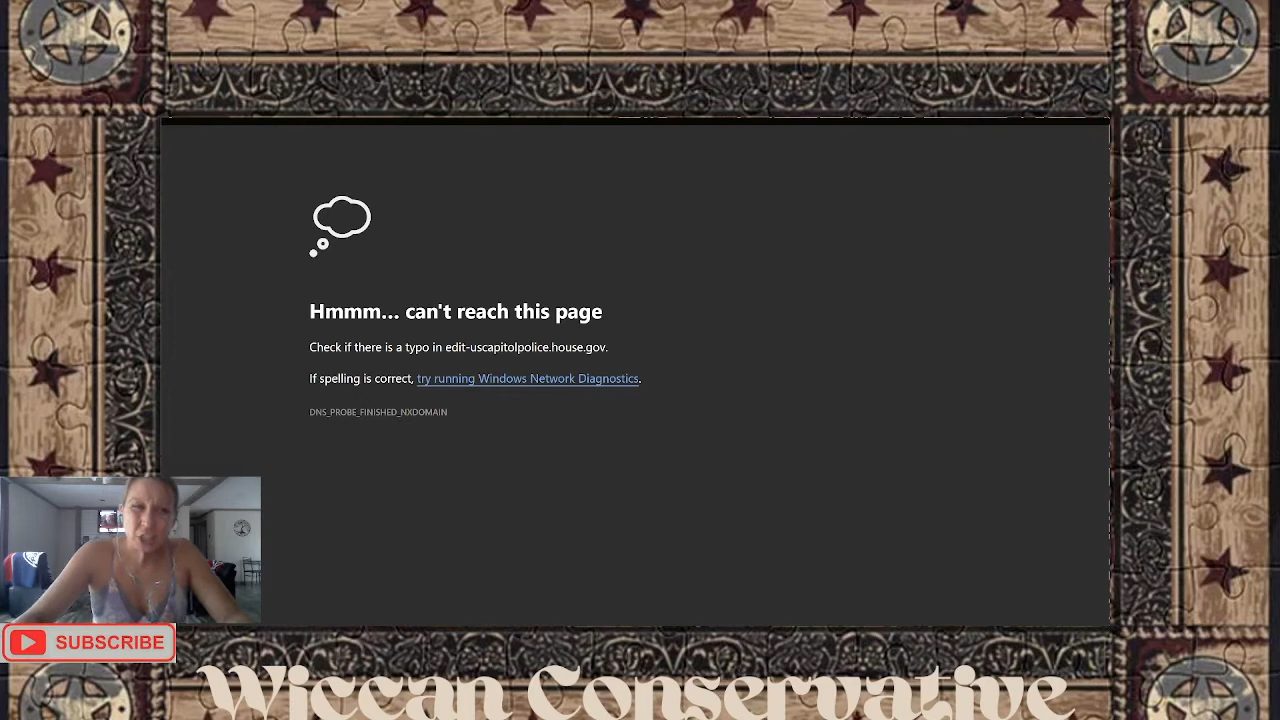 Hmmm... can't reach this page
Check if there is a typo in edit-uscapitolpolice.house.gov.
If spelling is correct, try running Windows Network Diagnostics.
DNS_PROBE_FINISHED_NXDOMAIN
SUBSCRIBE
Wiccan Conservative